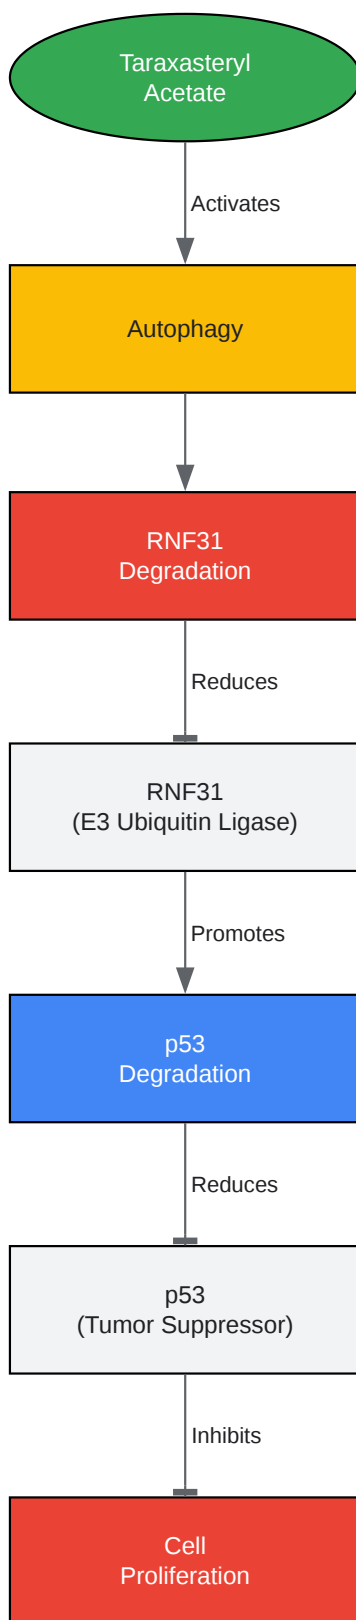 Taraxasteryl
Acetate
Activates
Autophagy
RNF31
Degradation
Reduces
RNF31
(E3 Ubiquitin Ligase)
Promotes
p53
Degradation
Reduces
p53
(Tumor Suppressor)
Inhibits
Cell
Proliferation